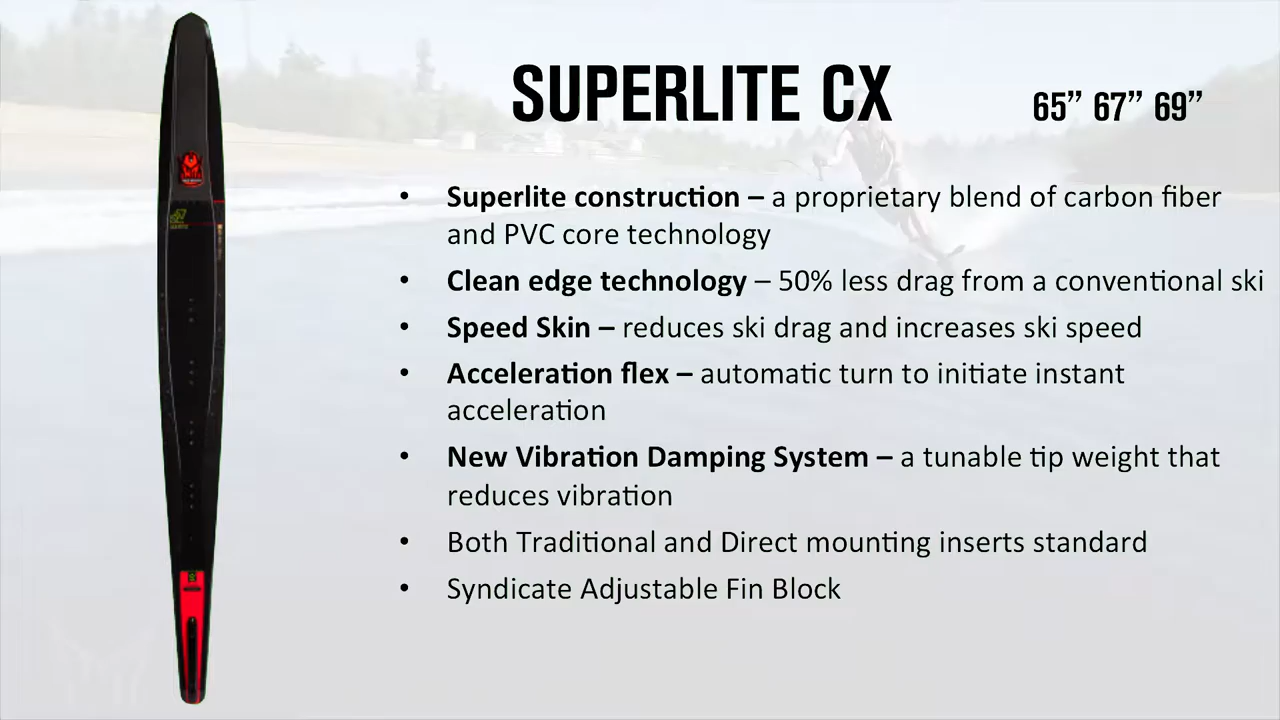 SUPERLITE CX
65” 67” 69”
• Superlite construction – a proprietary blend of carbon fiber
and PVC core technology
• Clean edge technology – 50% less drag from a conventional ski
• Speed Skin – reduces ski drag and increases ski speed
• Acceleration flex – automatic turn to initiate instant
acceleration
• New Vibration Damping System – a tunable tip weight that
reduces vibration
• Both Traditional and Direct mounting inserts standard
• Syndicate Adjustable Fin Block